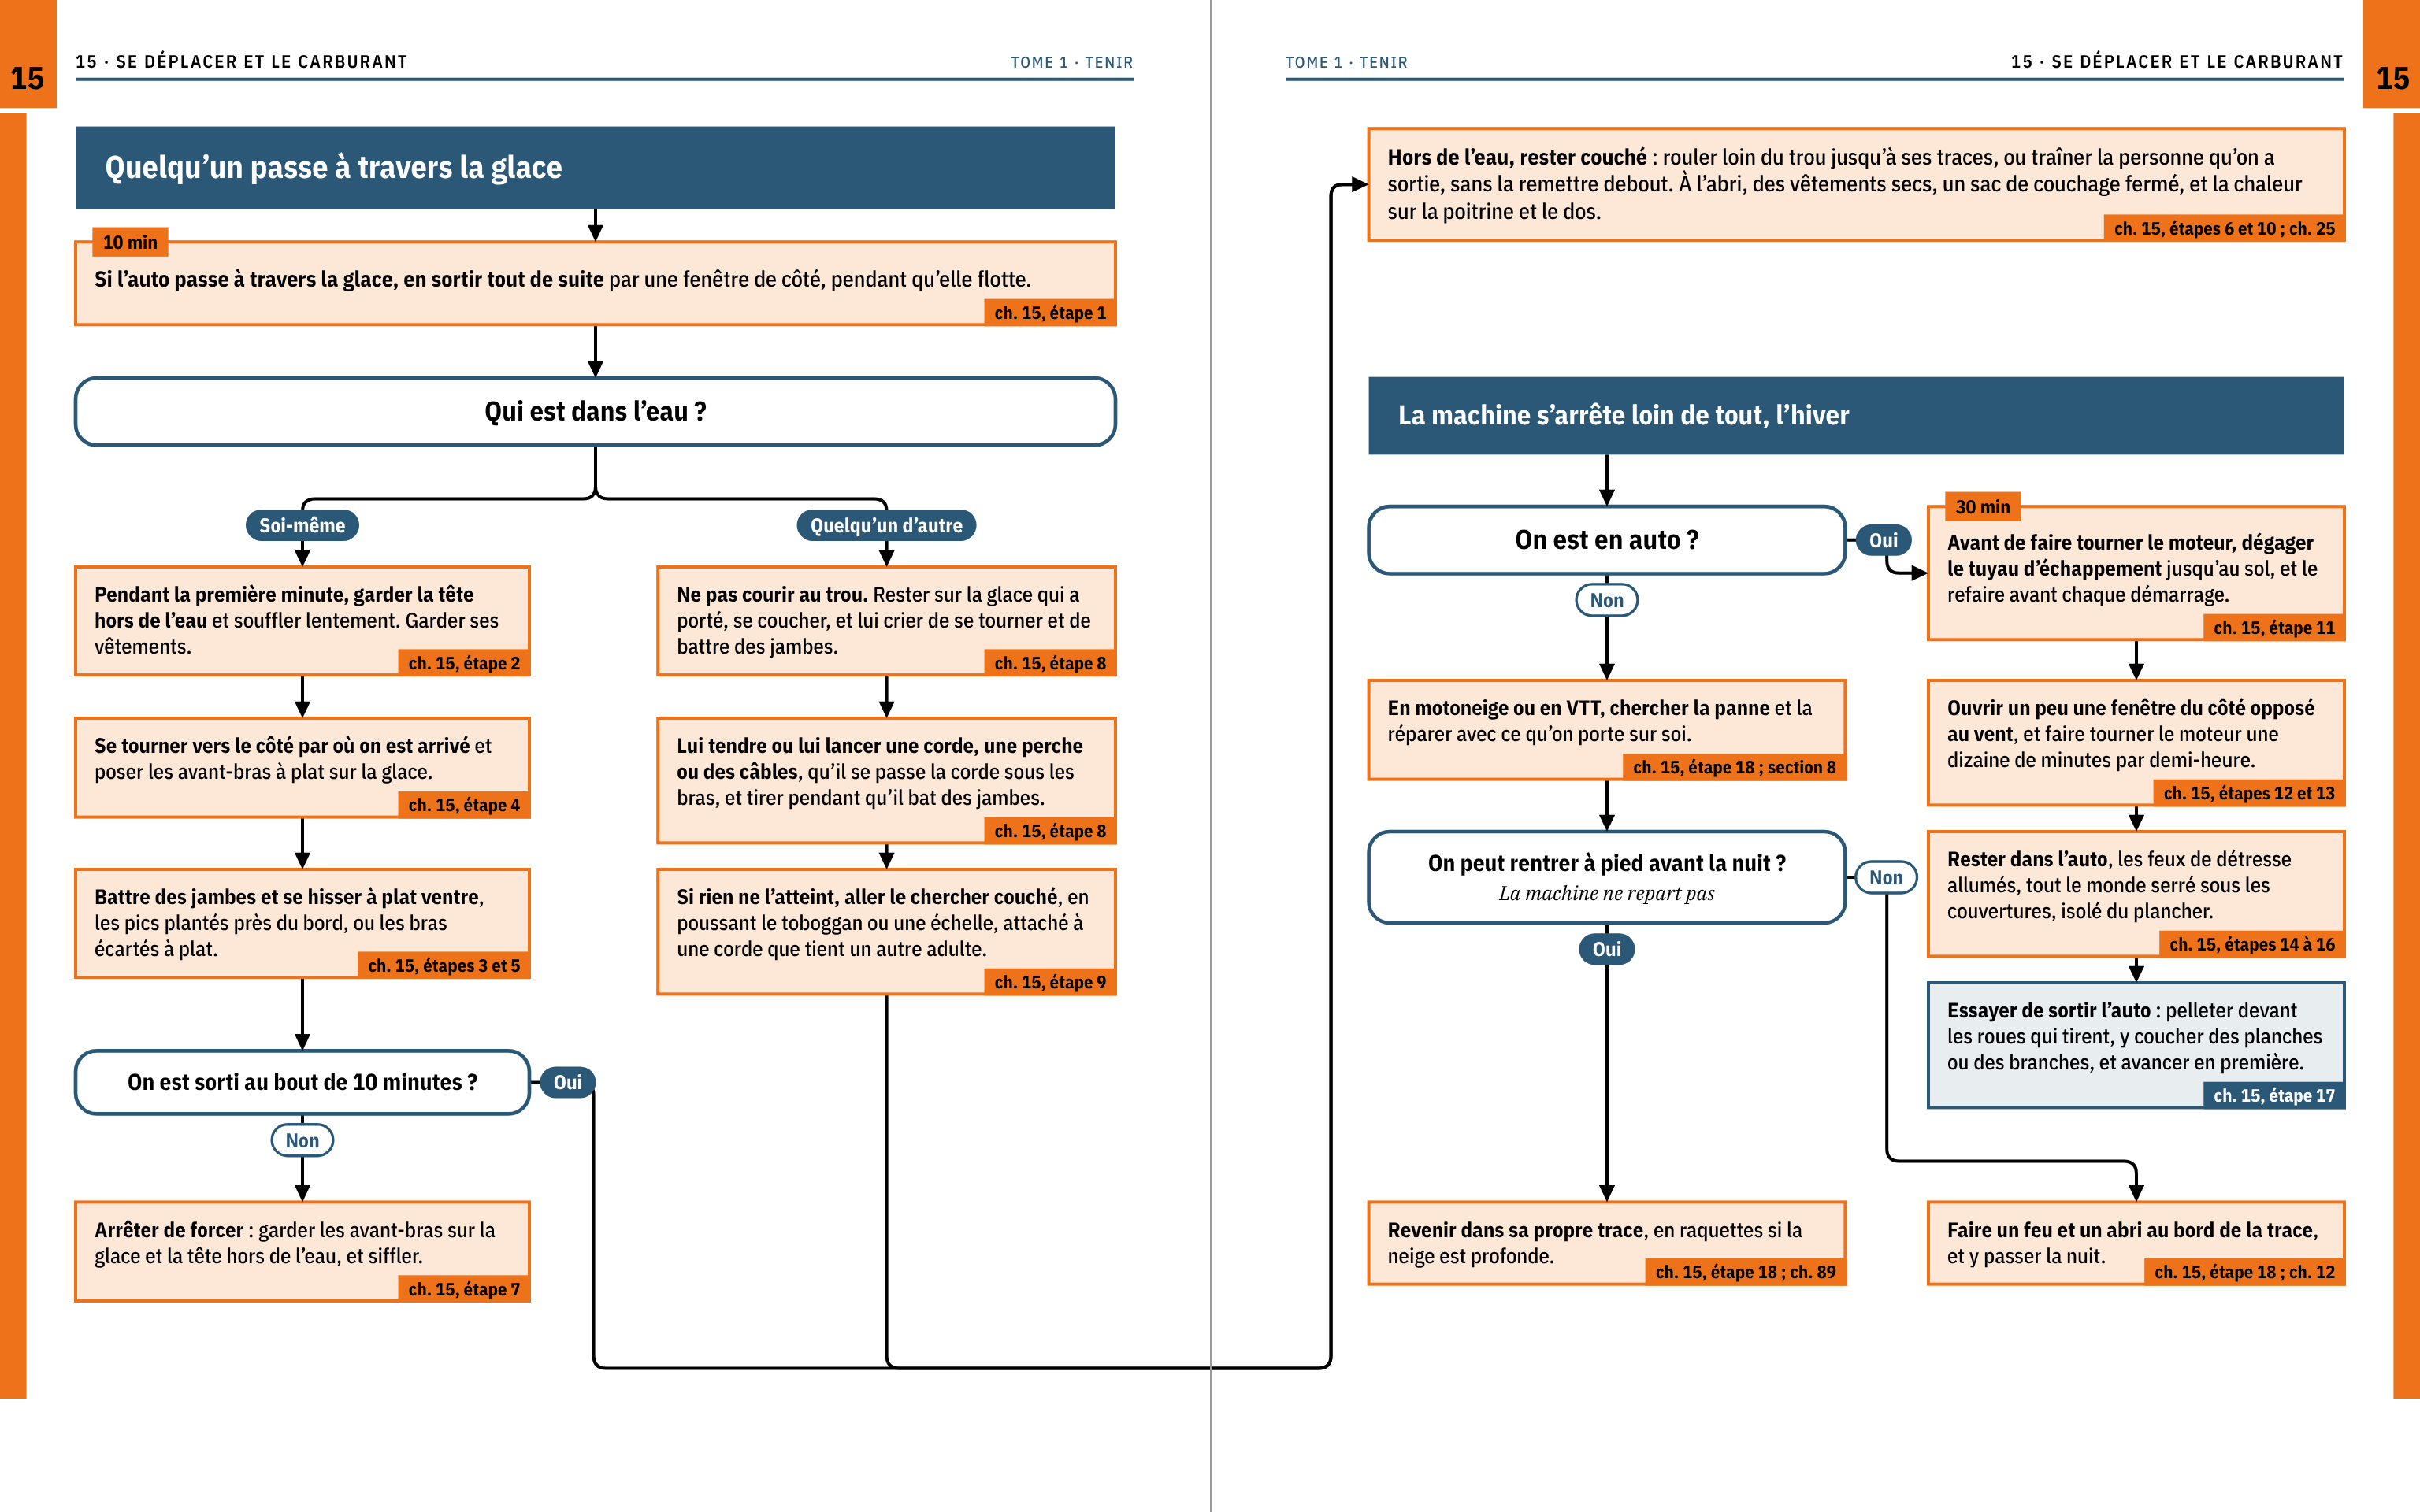 15
15 · SE DÉPLACER ET LE CARBURANT
TOME 1 · TENIR
Quelqu’un passe à travers la glace
10 min
Si l’auto passe à travers la glace, en sortir tout de suite par une fenêtre de côté, pendant qu’elle flotte.
ch. 15, étape 1
Qui est dans l’eau ?
Soi-même
Pendant la première minute, garder la tête
hors de l’eau et souffler lentement. Garder ses
vêtements.
ch. 15, étape 2
Se tourner vers le côté par où on est arrivé et
poser les avant-bras à plat sur la glace.
ch. 15, étape 4
Battre des jambes et se hisser à plat ventre,
les pics plantés près du bord, ou les bras
écartés à plat.
ch. 15, étapes 3 et 5
On est sorti au bout de 10 minutes ?
Oui
Non
Arrêter de forcer : garder les avant-bras sur la
glace et la tête hors de l’eau, et siffler.
ch. 15, étape 7
Quelqu’un d’autre
Ne pas courir au trou. Rester sur la glace qui a
porté, se coucher, et lui crier de se tourner et de
battre des jambes.
ch. 15, étape 8
Lui tendre ou lui lancer une corde, une perche
ou des câbles, qu’il se passe la corde sous les
bras, et tirer pendant qu’il bat des jambes.
ch. 15, étape 8
Si rien ne l’atteint, aller le chercher couché, en
poussant le toboggan ou une échelle, attaché à
une corde que tient un autre adulte.
ch. 15, étape 9
TOME 1 · TENIR
15 · SE DÉPLACER ET LE CARBURANT
15
Hors de l’eau, rester couché : rouler loin du trou jusqu’à ses traces, ou traîner la personne qu’on a
sortie, sans la remettre debout. À l’abri, des vêtements secs, un sac de couchage fermé, et la chaleur
sur la poitrine et le dos.
ch. 15, étapes 6 et 10 ; ch. 25
La machine s’arrête loin de tout, l’hiver
On est en auto ?
Oui
Non
En motoneige ou en VTT, chercher la panne et la
réparer avec ce qu’on porte sur soi.
ch. 15, étape 18 ; section 8
On peut rentrer à pied avant la nuit ?
La machine ne repart pas
Non
Oui
Revenir dans sa propre trace, en raquettes si la
neige est profonde.
ch. 15, étape 18 ; ch. 89
30 min
Avant de faire tourner le moteur, dégager
le tuyau d’échappement jusqu’au sol, et le
refaire avant chaque démarrage.
ch. 15, étape 11
Ouvrir un peu une fenêtre du côté opposé
au vent, et faire tourner le moteur une
dizaine de minutes par demi-heure.
ch. 15, étapes 12 et 13
Rester dans l’auto, les feux de détresse
allumés, tout le monde serré sous les
couvertures, isolé du plancher.
ch. 15, étapes 14 à 16
Essayer de sortir l’auto : pelleter devant
les roues qui tirent, y coucher des planches
ou des branches, et avancer en première.
ch. 15, étape 17
Faire un feu et un abri au bord de la trace,
et y passer la nuit.
ch. 15, étape 18 ; ch. 12